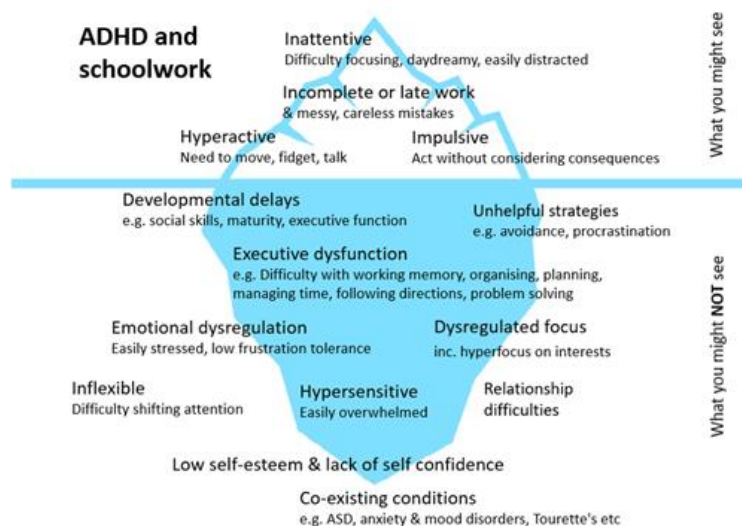 ADHD and
schoolwork
Inattentive
Difficulty focusing, daydreamy, easily distracted
Incomplete or late work
& messy, careless mistakes
Hyperactive
Need to move, fidget, talk
Impulsive
Act without considering consequences
What you might see
Developmental delays
e.g. social skills, maturity, executive function
Unhelpful strategies
e.g. avoidance, procrastination
Executive dysfunction
e.g. Difficulty with working memory, organising, planning,
managing time, following directions, problem solving
Emotional dysregulation
Easily stressed, low frustration tolerance
Dysregulated focus
inc. hyperfocus on interests
Inflexible
Difficulty shifting attention
Hypersensitive
Easily overwhelmed
Relationship
difficulties
Low self-esteem & lack of self confidence
Co-existing conditions
e.g. ASD, anxiety & mood disorders, Tourette's etc
What you might NOT see